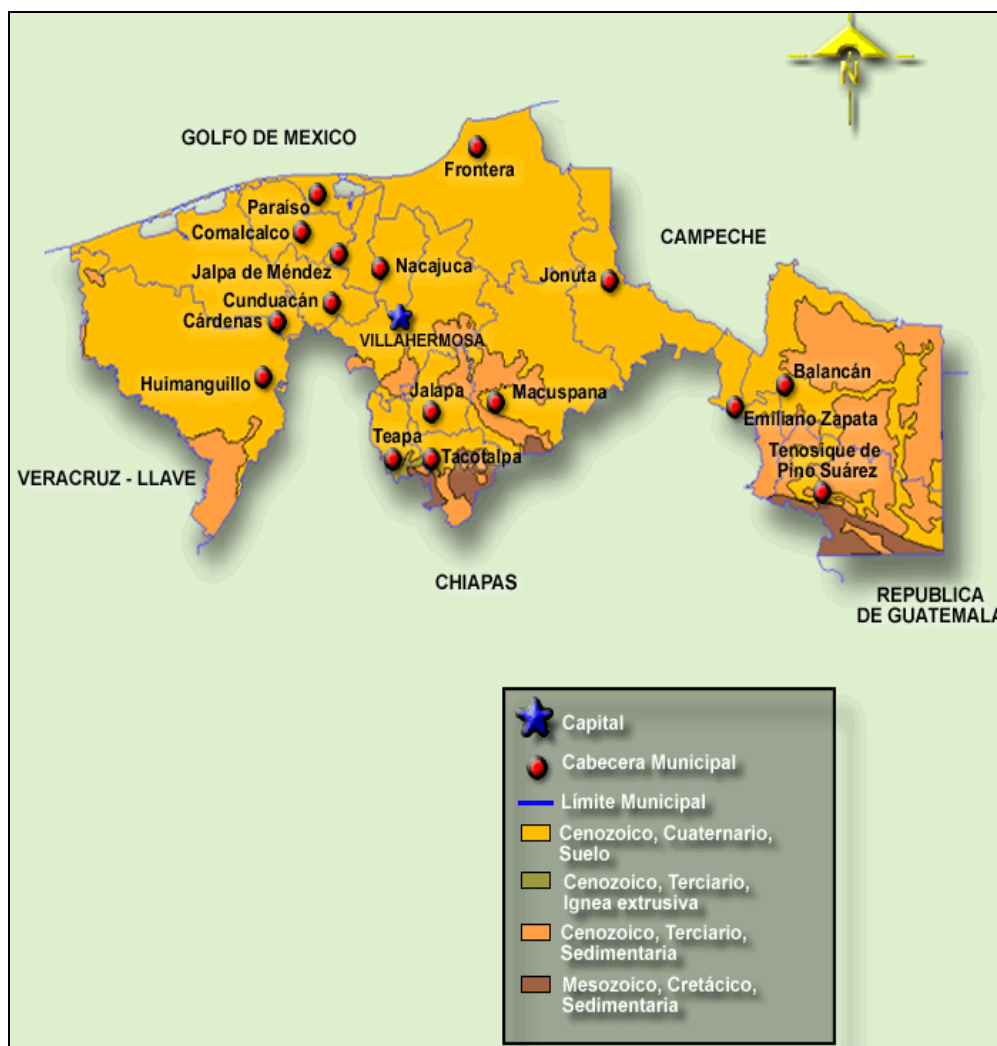 N
GOLFO DE MEXICO
Frontera
Paraíso
Comalcalco
CAMPECHE
Jalpa de Méndez
Nacajuca
Jonuta
Cunduacán
Cárdenas
VILLAHERMOSA
Huimanguillo
Jalapa
Macuspana
Balancán
Emiliano Zapata
Teapa
Tacotalpa
Tenosique de
Pino Suárez
VERACRUZ - LLAVE
CHIAPAS
REPUBLICA
DE GUATEMALA
Capital
Cabecera Municipal
Límite Municipal
Cenozoico, Cuaternario,
Suelo
Cenozoico, Terciario,
Ignea extrusiva
Cenozoico, Terciario,
Sedimentaria
Mesozoico, Cretácico,
Sedimentaria